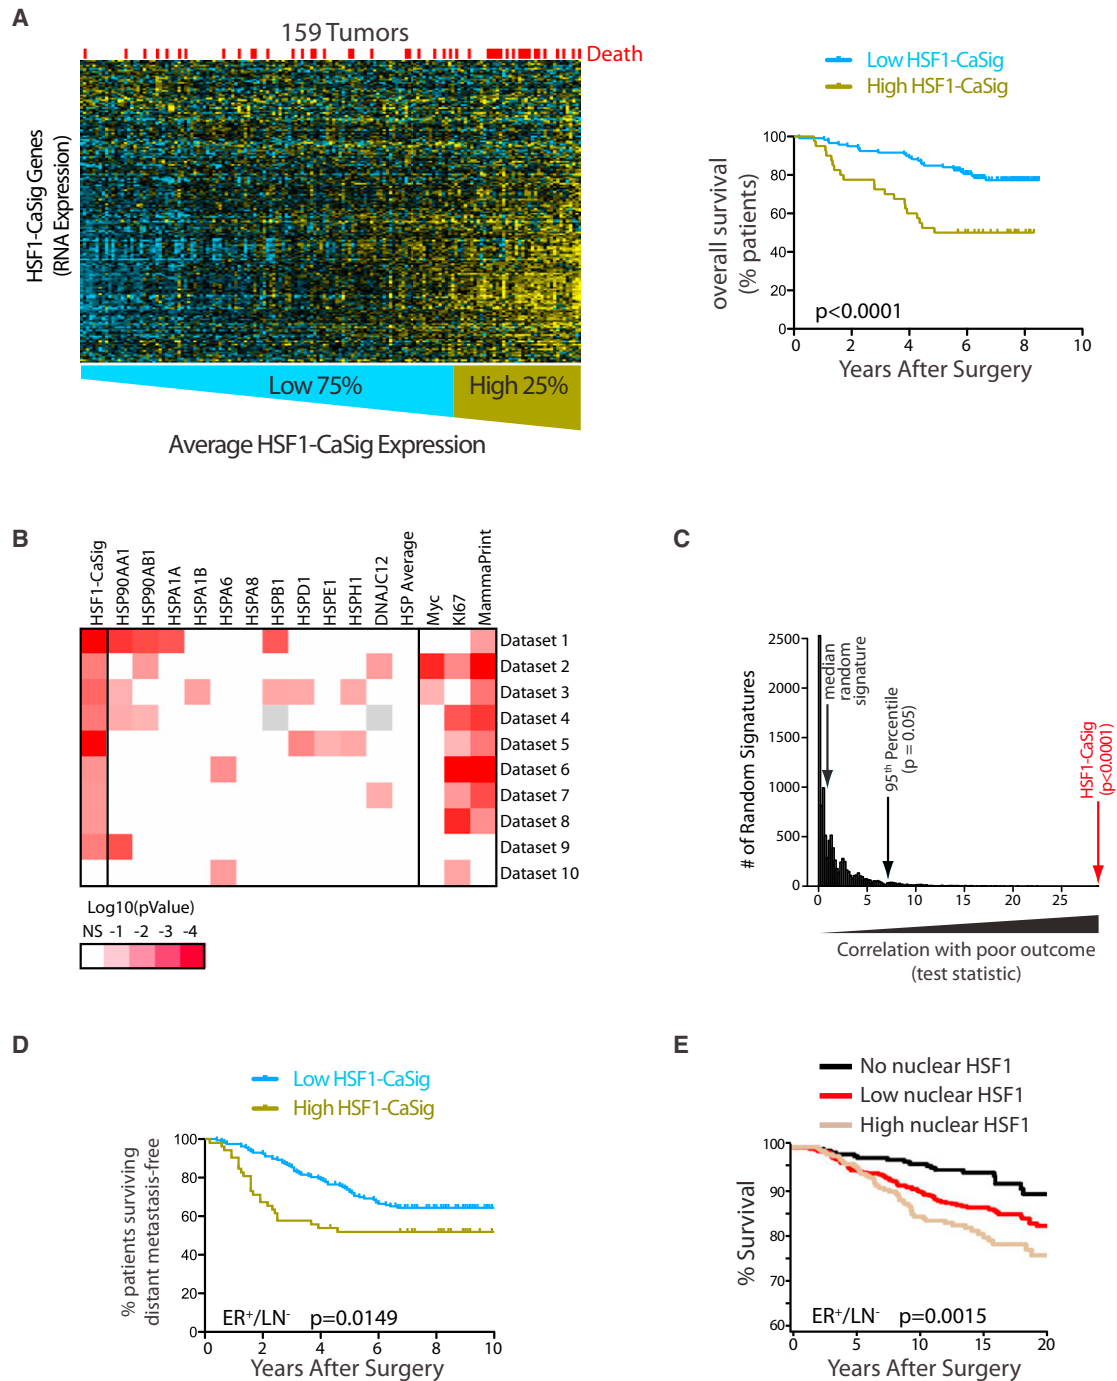 A
159 Tumors
Death
HSF1-CaSig Genes
(RNA Expression)
Low 75%
High 25%
Average HSF1-CaSig Expression
Low HSF1-CaSig
High HSF1-CaSig
overall survival
(% patients)
100
80
60
40
20
0
p<0.0001
0 2 4 6 8 10
Years After Surgery
B
HSF1-CaSig
HSP90AA1
HSP90AB1
HSPA1A
HSPA1B
HSPA6
HSPA8
HSPB1
HSPD1
HSPE1
HSPH1
DNAJC12
HSP Average
Myc
KI67
MammaPrint
Dataset 1
Dataset 2
Dataset 3
Dataset 4
Dataset 5
Dataset 6
Dataset 7
Dataset 8
Dataset 9
Dataset 10
Log10(pValue)
NS -1 -2 -3 -4
C
# of Random Signatures
2500
2000
1500
1000
500
0
median
random
signature
95th Percentile
(p = 0.05)
HSF1-CaSig
(p<0.0001)
0 5 10 15 20 25
Correlation with poor outcome
(test statistic)
D
Low HSF1-CaSig
High HSF1-CaSig
% patients surviving
distant metastasis-free
100
80
60
40
20
0
ER+/LN- p=0.0149
0 2 4 6 8 10
Years After Surgery
E
No nuclear HSF1
Low nuclear HSF1
High nuclear HSF1
% Survival
100
90
80
70
60
ER+/LN- p=0.0015
0 5 10 15 20
Years After Surgery